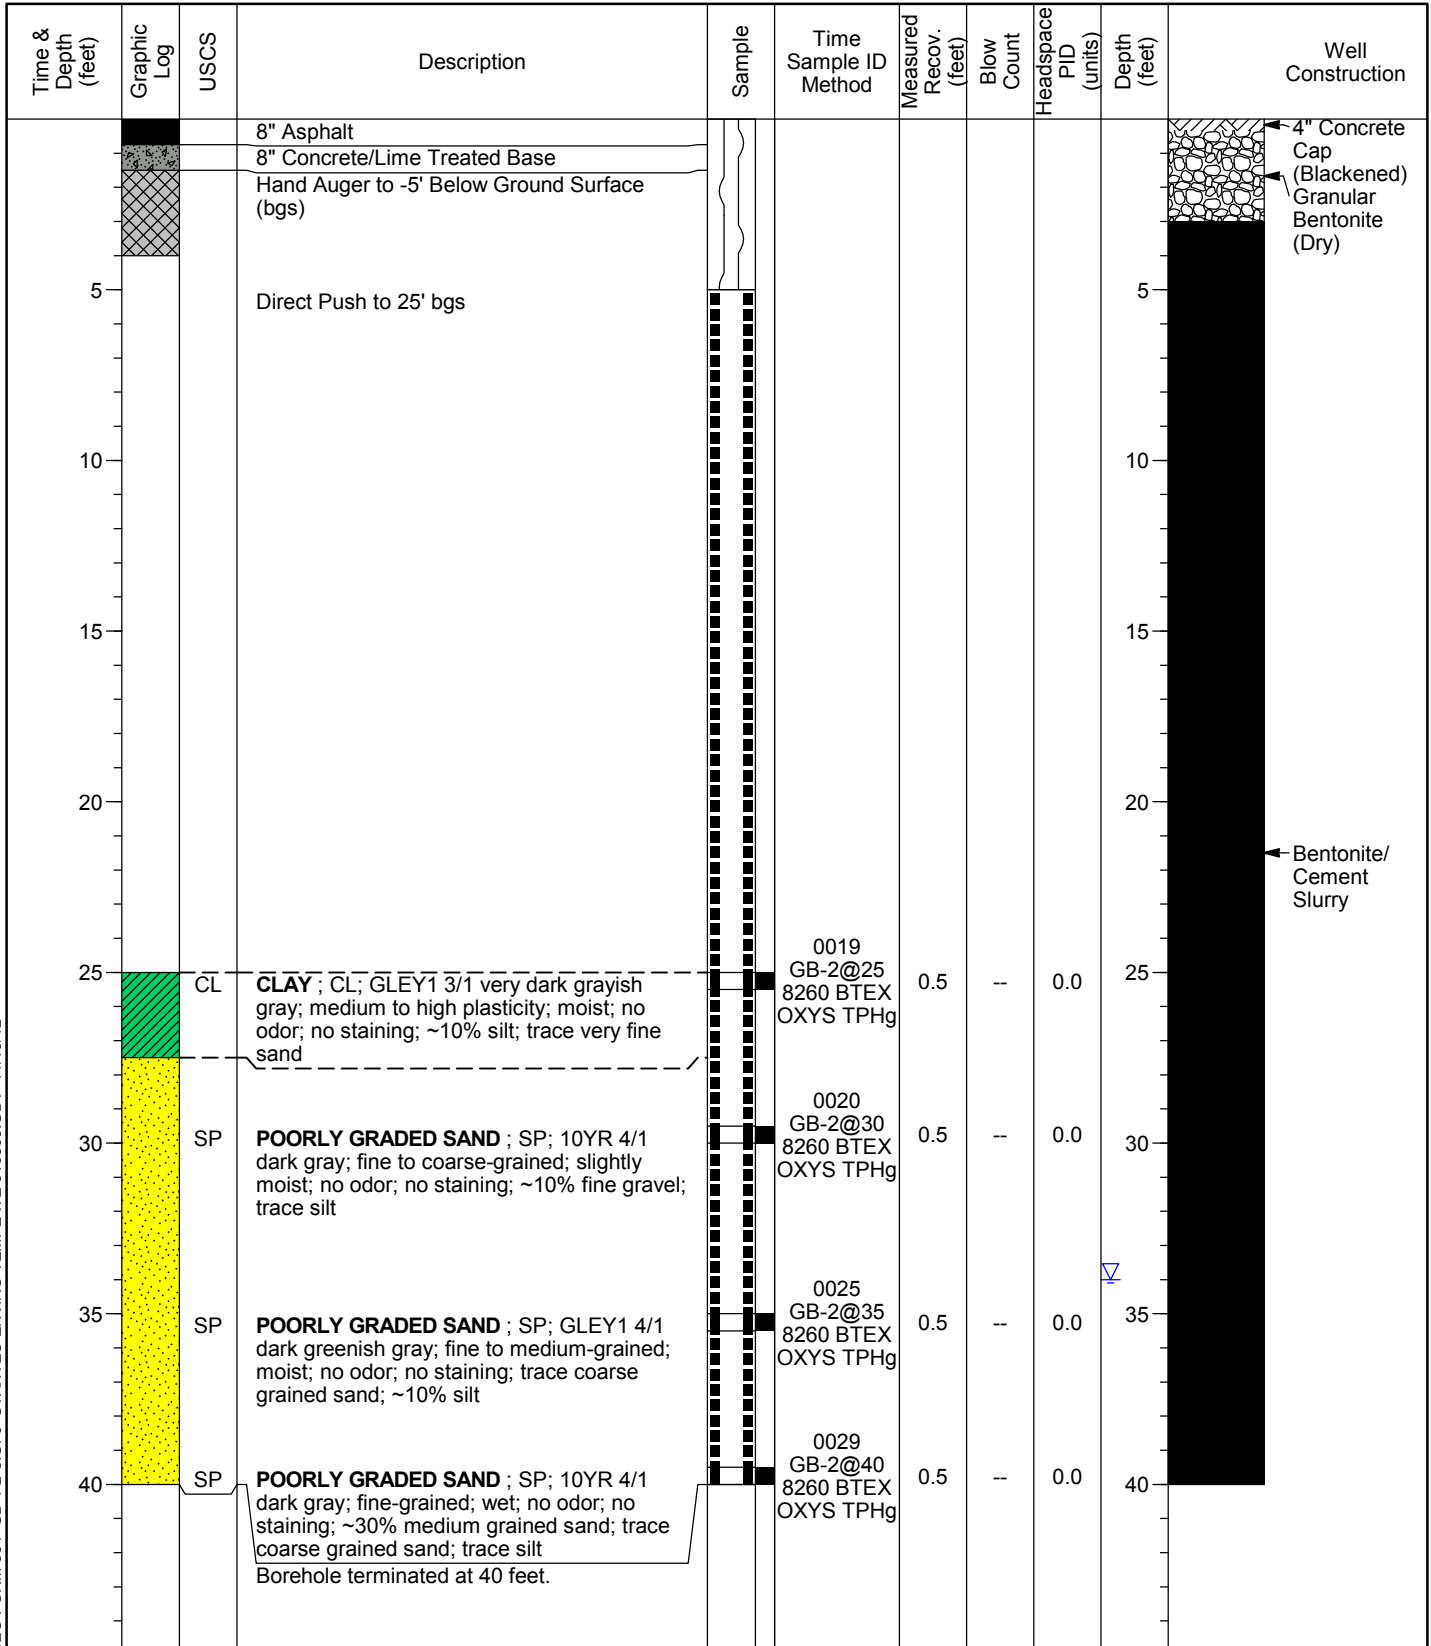 Time & Depth (feet)
Graphic Log
USCS
Description
Sample
Time
Sample ID
Method
Measured Recov. (feet)
Blow Count
Headspace PID (units)
Depth (feet)
Well
Construction
8" Asphalt
8" Concrete/Lime Treated Base
Hand Auger to -5' Below Ground Surface
(bgs)
4" Concrete
Cap
(Blackened)
Granular
Bentonite
(Dry)
5
Direct Push to 25' bgs
5
10
10
15
15
20
20
Bentonite/
Cement
Slurry
25
CL
CLAY ; CL; GLEY1 3/1 very dark grayish
gray; medium to high plasticity; moist; no
odor; no staining; ~10% silt; trace very fine
sand
0019
GB-2@25
8260 BTEX
OXYS TPHg
0.5
--
0.0
25
30
SP
POORLY GRADED SAND ; SP; 10YR 4/1
dark gray; fine to coarse-grained; slightly
moist; no odor; no staining; ~10% fine gravel;
trace silt
0020
GB-2@30
8260 BTEX
OXYS TPHg
0.5
--
0.0
30
35
SP
POORLY GRADED SAND ; SP; GLEY1 4/1
dark greenish gray; fine to medium-grained;
moist; no odor; no staining; trace coarse
grained sand; ~10% silt
0025
GB-2@35
8260 BTEX
OXYS TPHg
0.5
--
0.0
35
40
SP
POORLY GRADED SAND ; SP; 10YR 4/1
dark gray; fine-grained; wet; no odor; no
staining; ~30% medium grained sand; trace
coarse grained sand; trace silt
0029
GB-2@40
8260 BTEX
OXYS TPHg
0.5
--
0.0
40
Borehole terminated at 40 feet.